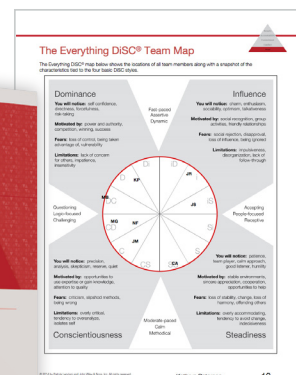 The Everything DiSC® Team Map
The Everything DiSC® map below shows the locations of all team members along with a snapshot of the
characteristics tied to the four basic DiSC styles.
Dominance
You will notice: self confidence,
directness, forcefulness,
risk-taking
Motivated by: power and authority,
competition, winning, success
Fears: loss of control, being taken
advantage of, vulnerability
Limitations: lack of concern
for others, impatience,
insensitivity
Fast-paced
Assertive
Dynamic
Influence
You will notice: charm, enthusiasm,
sociability, optimism, talkativeness
Motivated by: social recognition, group
activities, friendly relationships
Fears: social rejection, disapproval,
loss of influence, being ignored
Limitations: impulsiveness,
disorganization, lack of
follow-through
KP
JR
JS
MG
NF
JM
CA
Questioning
Logic-focused
Challenging
Accepting
People-focused
Receptive
You will notice: precision,
analysis, skepticism, reserve, quiet
Motivated by: opportunities to
use expertise or gain knowledge,
attention to quality
Fears: criticism, slipshod methods,
being wrong
Limitations: overly critical,
tendency to overanalyze,
isolates self
Conscientiousness
Moderate-paced
Calm
Methodical
You will notice: patience,
team player, calm approach,
good listener, humility
Motivated by: stable environments,
sincere appreciation, cooperation,
opportunities to help
Fears: loss of stability, change, loss of
harmony, offending others
Limitations: overly accommodating,
tendency to avoid change,
indecisiveness
Steadiness